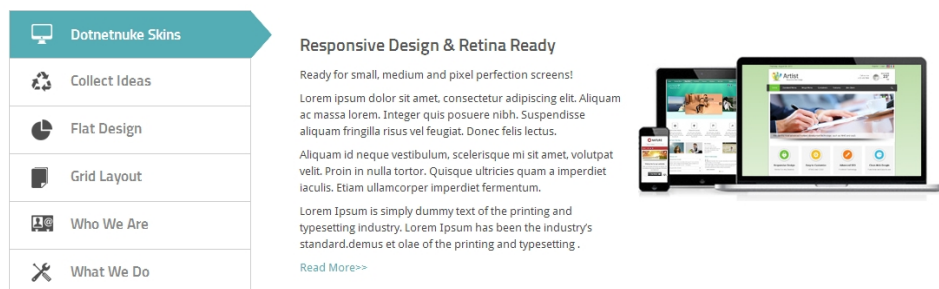 Dotnetnuke Skins
Collect Ideas
Flat Design
Grid Layout
Who We Are
What We Do
Responsive Design & Retina Ready
Ready for small, medium and pixel perfection screens!
Lorem ipsum dolor sit amet, consectetur adipiscing elit. Aliquam
ac massa lorem. Integer quis posuere nibh. Suspendisse
aliquam fringilla risus vel feugiat. Donec felis lectus.
Aliquam id neque vestibulum, scelerisque mi sit amet, volutpat
velit. Proin in nulla tortor. Quisque ultricies quam a imperdiet
iaculis. Etiam ullamcorper imperdiet fermentum.
Lorem Ipsum is simply dummy text of the printing and
typesetting industry. Lorem Ipsum has been the industry's
standard.demus et olae of the printing and typesetting .
Read More>>
Artist